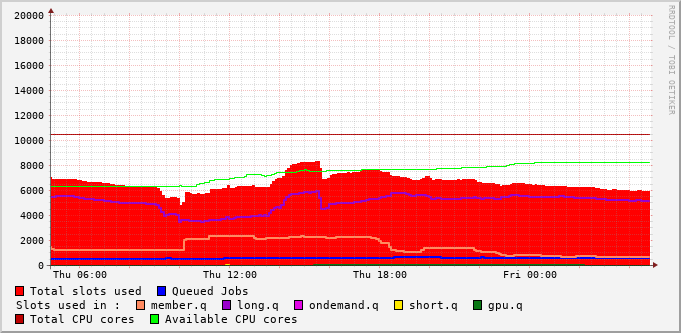 20000
18000
16000
14000
12000
10000
8000
6000
4000
2000
0
Thu 06:00 Thu 12:00 Thu 18:00 Fri 00:00
Total slots used Queued Jobs
Slots used in : member.q long.q ondemand.q short.q gpu.q
Total CPU cores Available CPU cores
RRDTOOL / TOBI OETIKER